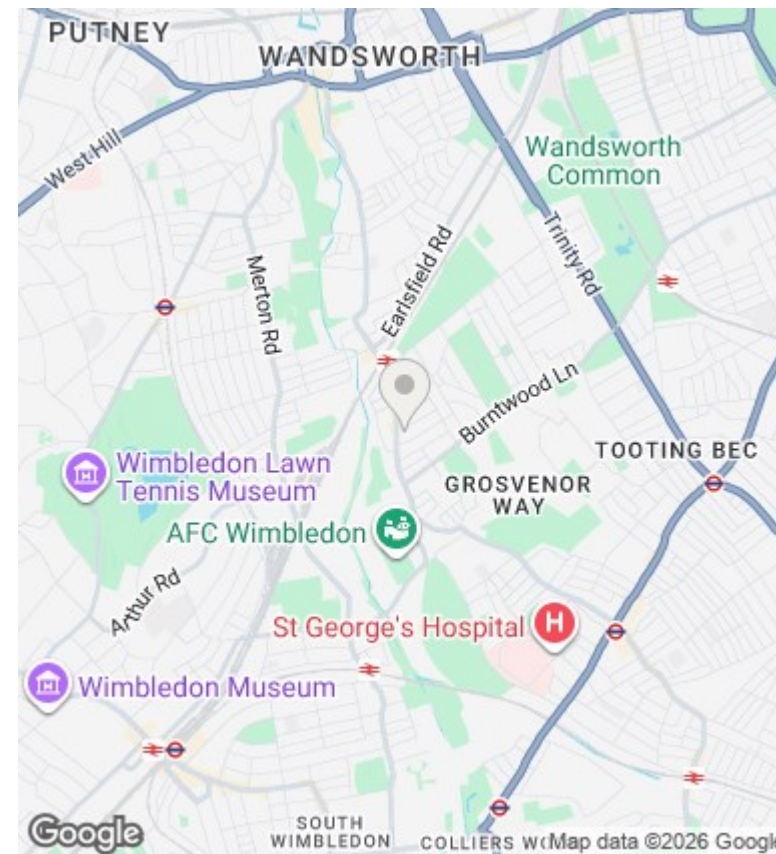 PUTNEY
WANDSWORTH
West Hill
Wandsworth
Common
Trinity Rd
Earlsfield Rd
Merton Rd
Burntwood Ln
TOOTING BEC
Wimbledon Lawn
Tennis Museum
GROSVENOR
WAY
AFC Wimbledon
Arthur Rd
St George's Hospital
H
Wimbledon Museum
Google
SOUTH
WIMBLEDON
COLLIERS W
Map data ©2026 Google